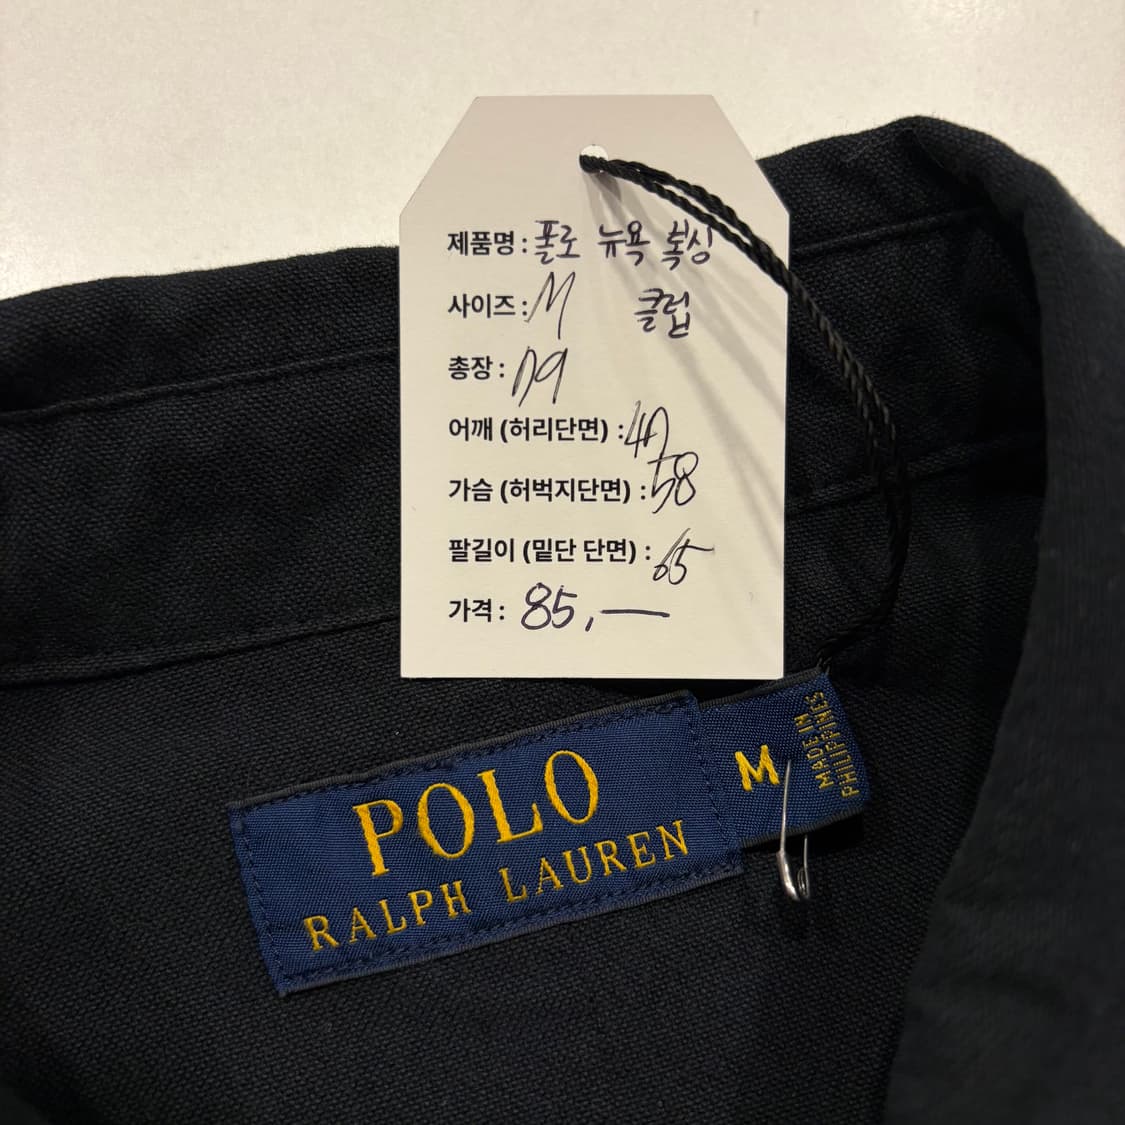 제품명 : 폴로 뉴욕 복싱
사이즈 : M 클럽
총장 : 79
어깨 (허리단면) : 47
가슴 (허벅지단면) : 58
팔길이 (밑단 단면) : 65
가격 : 85,—
POLO
RALPH LAUREN
M
MADE IN
PHILIPPINES